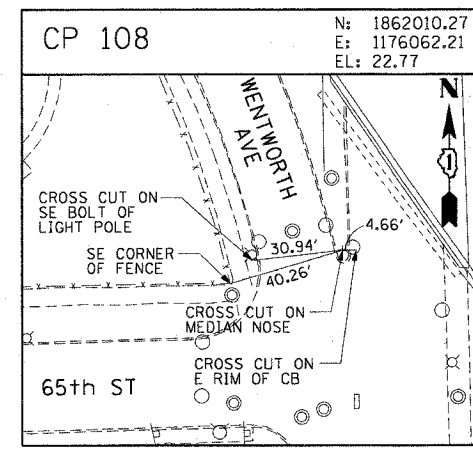 CP 108
N: 1862010.27
E: 1176062.21
EL: 22.77
N
1
WENTWORTH
AVE
CROSS CUT ON
SE BOLT OF
LIGHT POLE
4.66'
30.94'
SE CORNER
OF FENCE
40.26'
CROSS CUT ON
MEDIAN NOSE
CROSS CUT ON
E RIM OF CB
65th ST